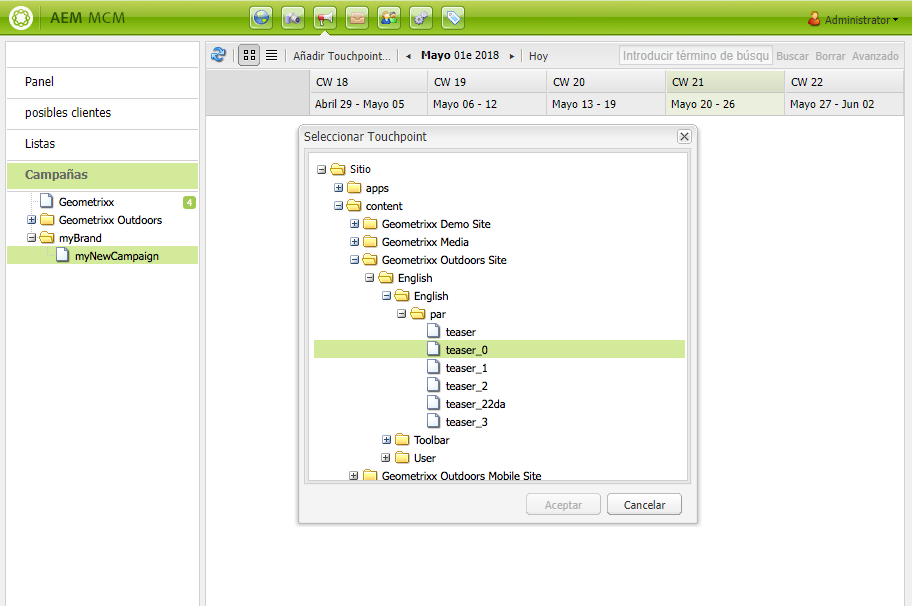 AEM MCM
Administrator
Panel
posibles clientes
Listas
Campañas
Geometrixx 4
Geometrixx Outdoors
myBrand
myNewCampaign
Añadir Touchpoint... Mayo 01e 2018 Hoy Introducir término de búsqu Buscar Borrar Avanzado
CW 18 CW 19 CW 20 CW 21 CW 22
Abril 29 - Mayo 05 Mayo 06 - 12 Mayo 13 - 19 Mayo 20 - 26 Mayo 27 - Jun 02
Seleccionar Touchpoint
Sitio
apps
content
Geometrixx Demo Site
Geometrixx Media
Geometrixx Outdoors Site
English
English
par
teaser
teaser_0
teaser_1
teaser_2
teaser_22da
teaser_3
Toolbar
User
Geometrixx Outdoors Mobile Site
Aceptar Cancelar